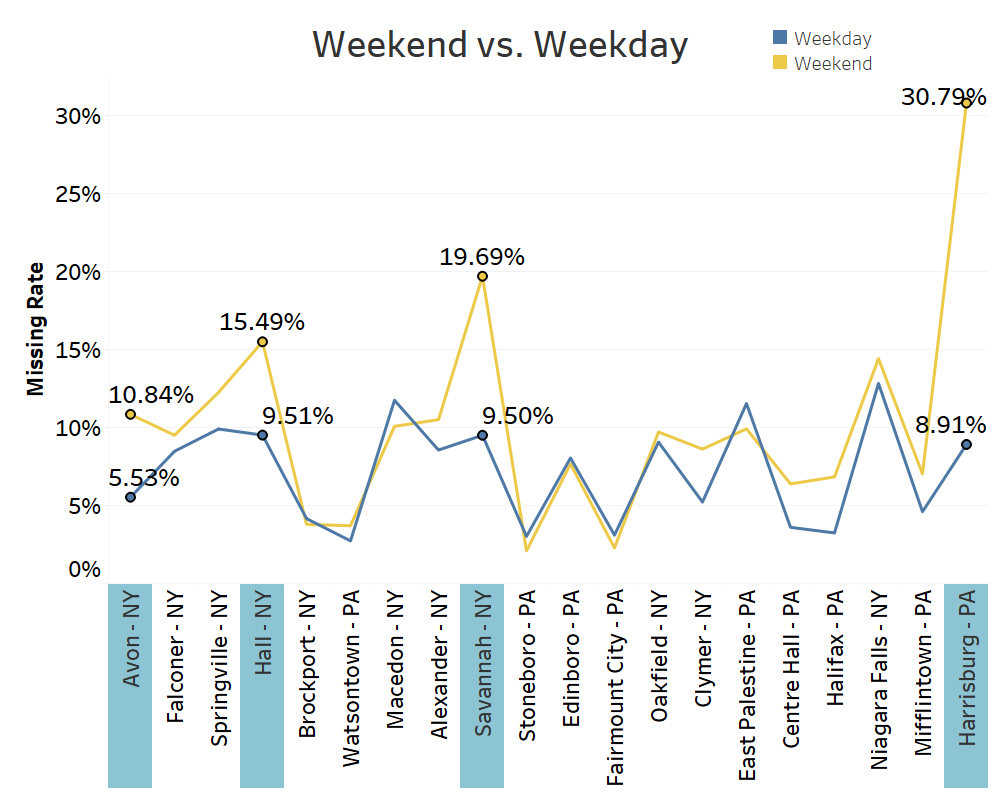 Weekend vs. Weekday
Weekday
Weekend
Missing Rate
30%
25%
20%
15%
10%
5%
0%
10.84%
5.53%
15.49%
9.51%
19.69%
9.50%
30.79%
8.91%
Avon - NY
Falconer - NY
Springville - NY
Hall - NY
Brockport - NY
Watsontown - PA
Macedon - NY
Alexander - NY
Savannah - NY
Stoneboro - PA
Edinboro - PA
Fairmount City - PA
Oakfield - NY
Clymer - NY
East Palestine - PA
Centre Hall - PA
Halifax - PA
Niagara Falls - NY
Mifflintown - PA
Harrisburg - PA